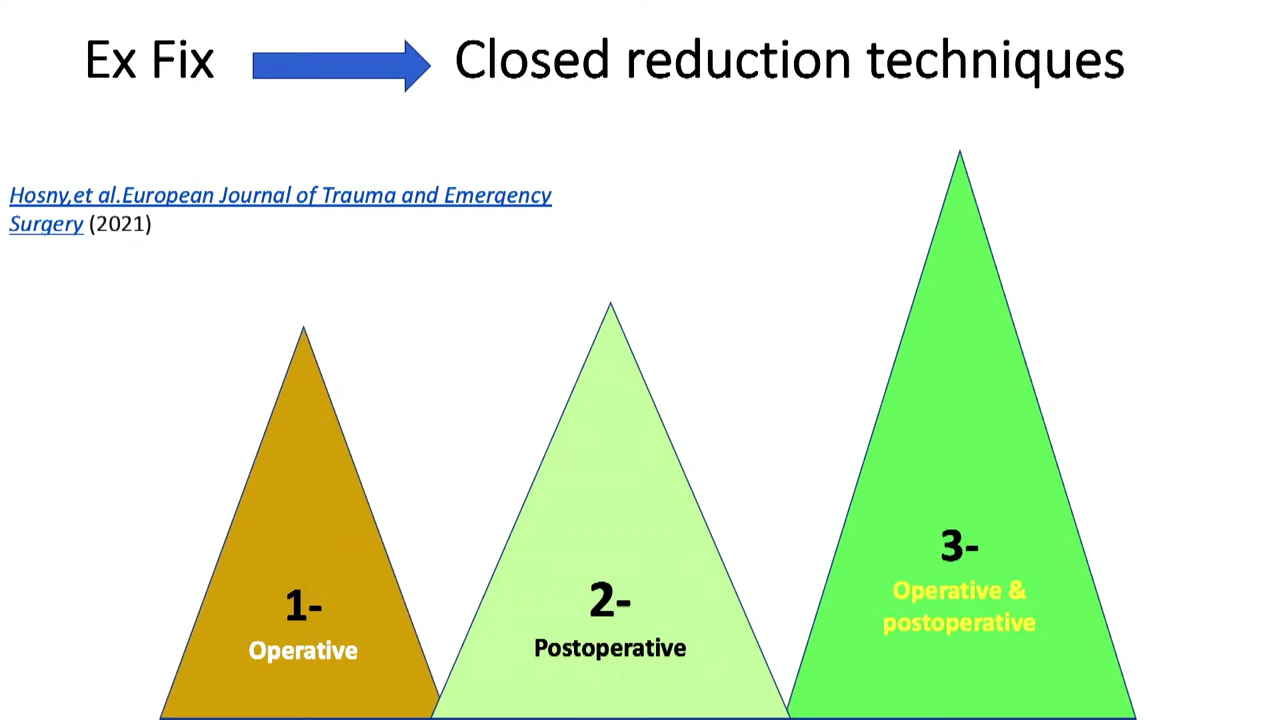 Ex Fix
Closed reduction techniques
Hosny,et al.European Journal of Trauma and Emergency
Surgery (2021)
1-
Operative
2-
Postoperative
3-
Operative &
postoperative